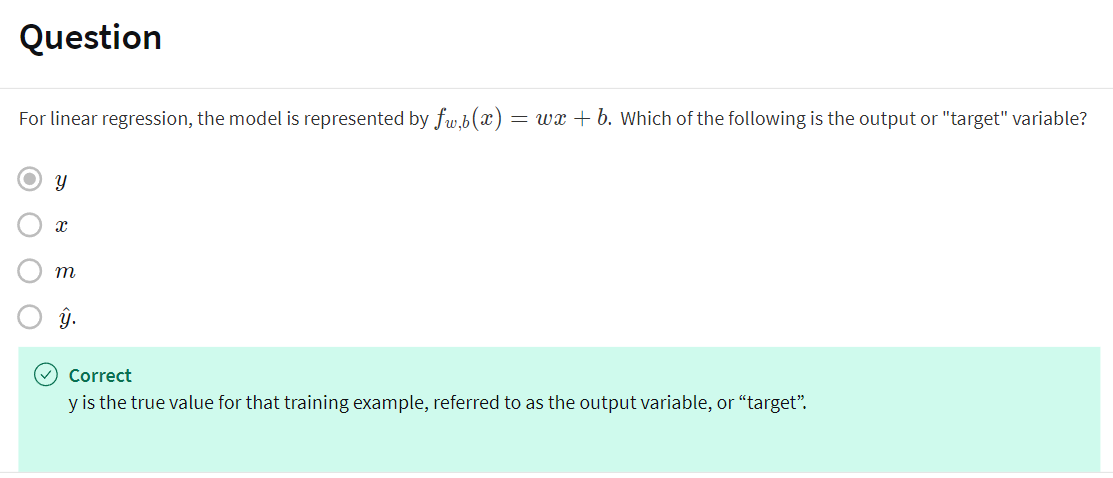 Question
For linear regression, the model is represented by f_{w,b}(x) = wx + b. Which of the following is the output or "target" variable?
y
x
m
ŷ.
Correct
y is the true value for that training example, referred to as the output variable, or “target”.